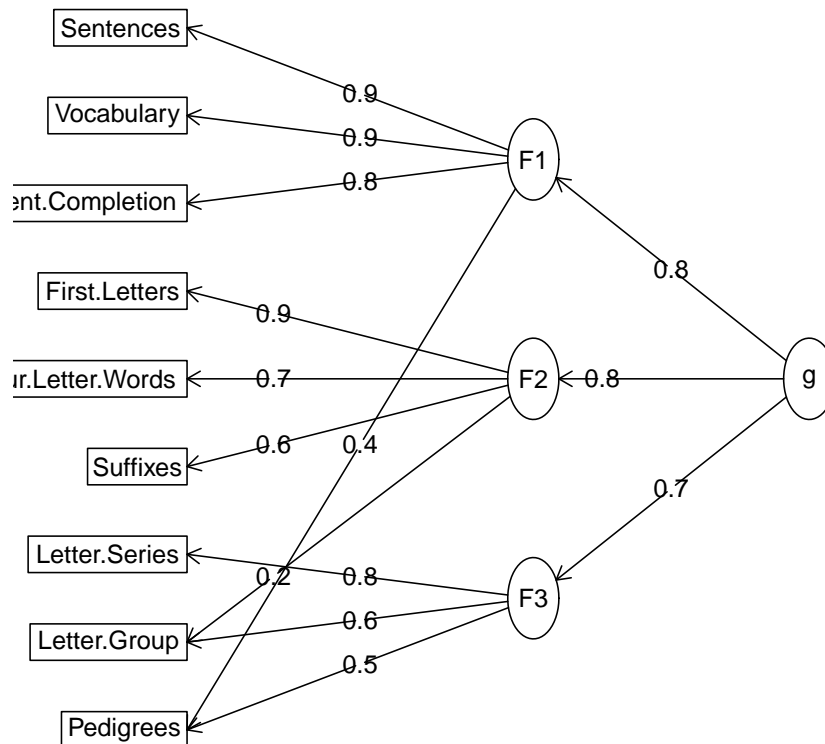 Sentences
0.9
Vocabulary
0.9
F1
ent.Completion
0.8
0.8
First.Letters
0.9
ur.Letter.Words
0.7
F2
0.8
g
Suffixes
0.6
0.4
0.7
Letter.Series
0.2
0.8
F3
Letter.Group
0.6
0.5
Pedigrees